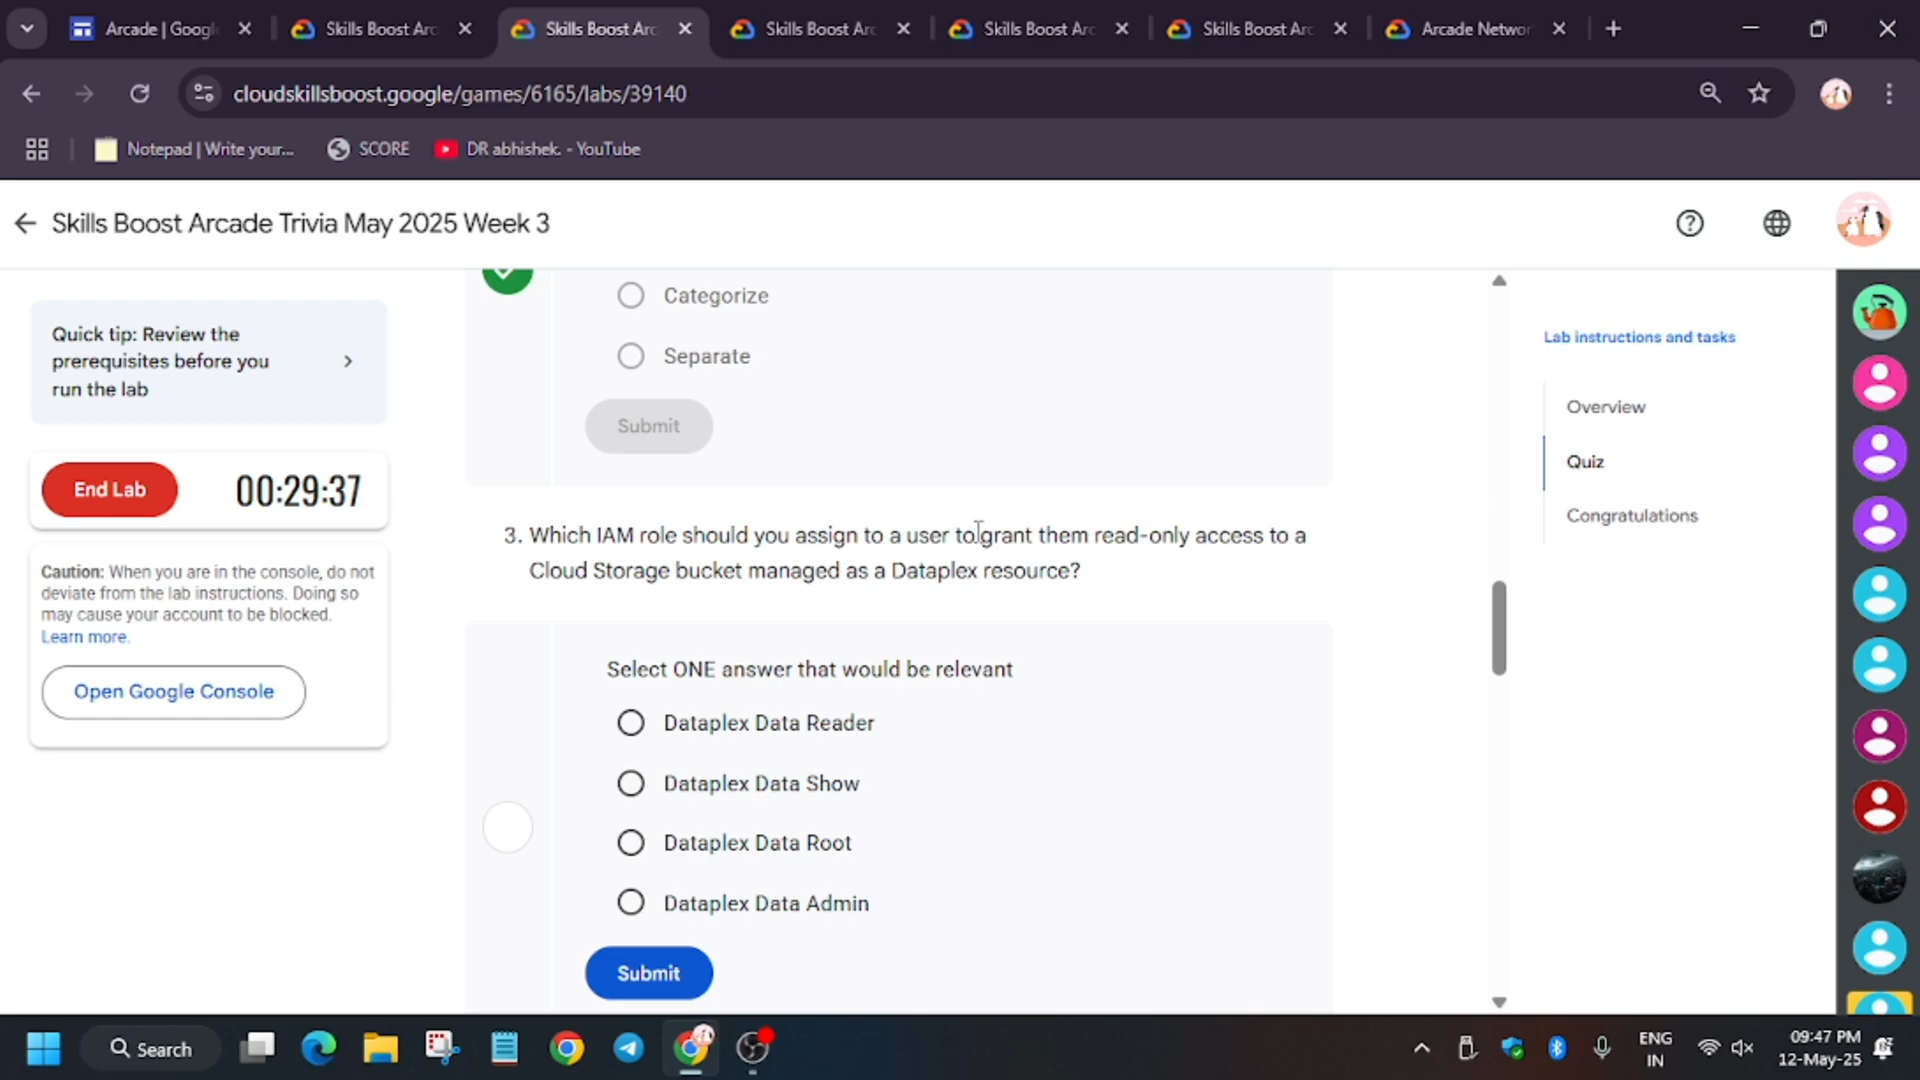 Arcade | Googl
Skills Boost Arc
Skills Boost Arc
Skills Boost Arc
Skills Boost Arc
Skills Boost Arc
Arcade Networ
cloudskillsboost.google/games/6165/labs/39140
Notepad | Write your...
SCORE
DR abhishek. - YouTube
Skills Boost Arcade Trivia May 2025 Week 3
Quick tip: Review the
prerequisites before you
run the lab
End Lab
00:29:37
Caution: When you are in the console, do not
deviate from the lab instructions. Doing so
may cause your account to be blocked.
Learn more.
Open Google Console
Categorize
Separate
Submit
3. Which IAM role should you assign to a user to grant them read-only access to a
Cloud Storage bucket managed as a Dataplex resource?
Select ONE answer that would be relevant
Dataplex Data Reader
Dataplex Data Show
Dataplex Data Root
Dataplex Data Admin
Submit
Lab instructions and tasks
Overview
Quiz
Congratulations
Search
ENG
IN
09:47 PM
12-May-25